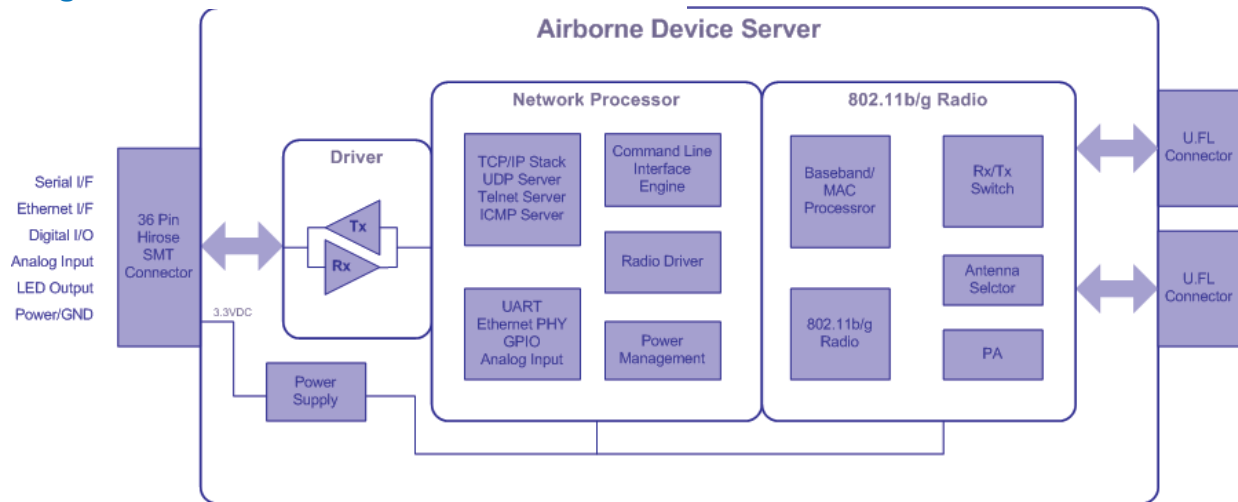 Airborne Device Server
Serial I/F
Ethernet I/F
Digital I/O
Analog Input
LED Output
Power/GND
36 Pin
Hirose
SMT
Connector
3.3VDC
Driver
Tx
Rx
Power
Supply
Network Processor
TCP/IP Stack
UDP Server
Telnet Server
ICMP Server
Command Line
Interface
Engine
Radio Driver
UART
Ethernet PHY
GPIO
Analog Input
Power
Management
802.11b/g Radio
Baseband/
MAC
Processror
Rx/Tx
Switch
Antenna
Selctor
802.11b/g
Radio
PA
U.FL
Connector
U.FL
Connector